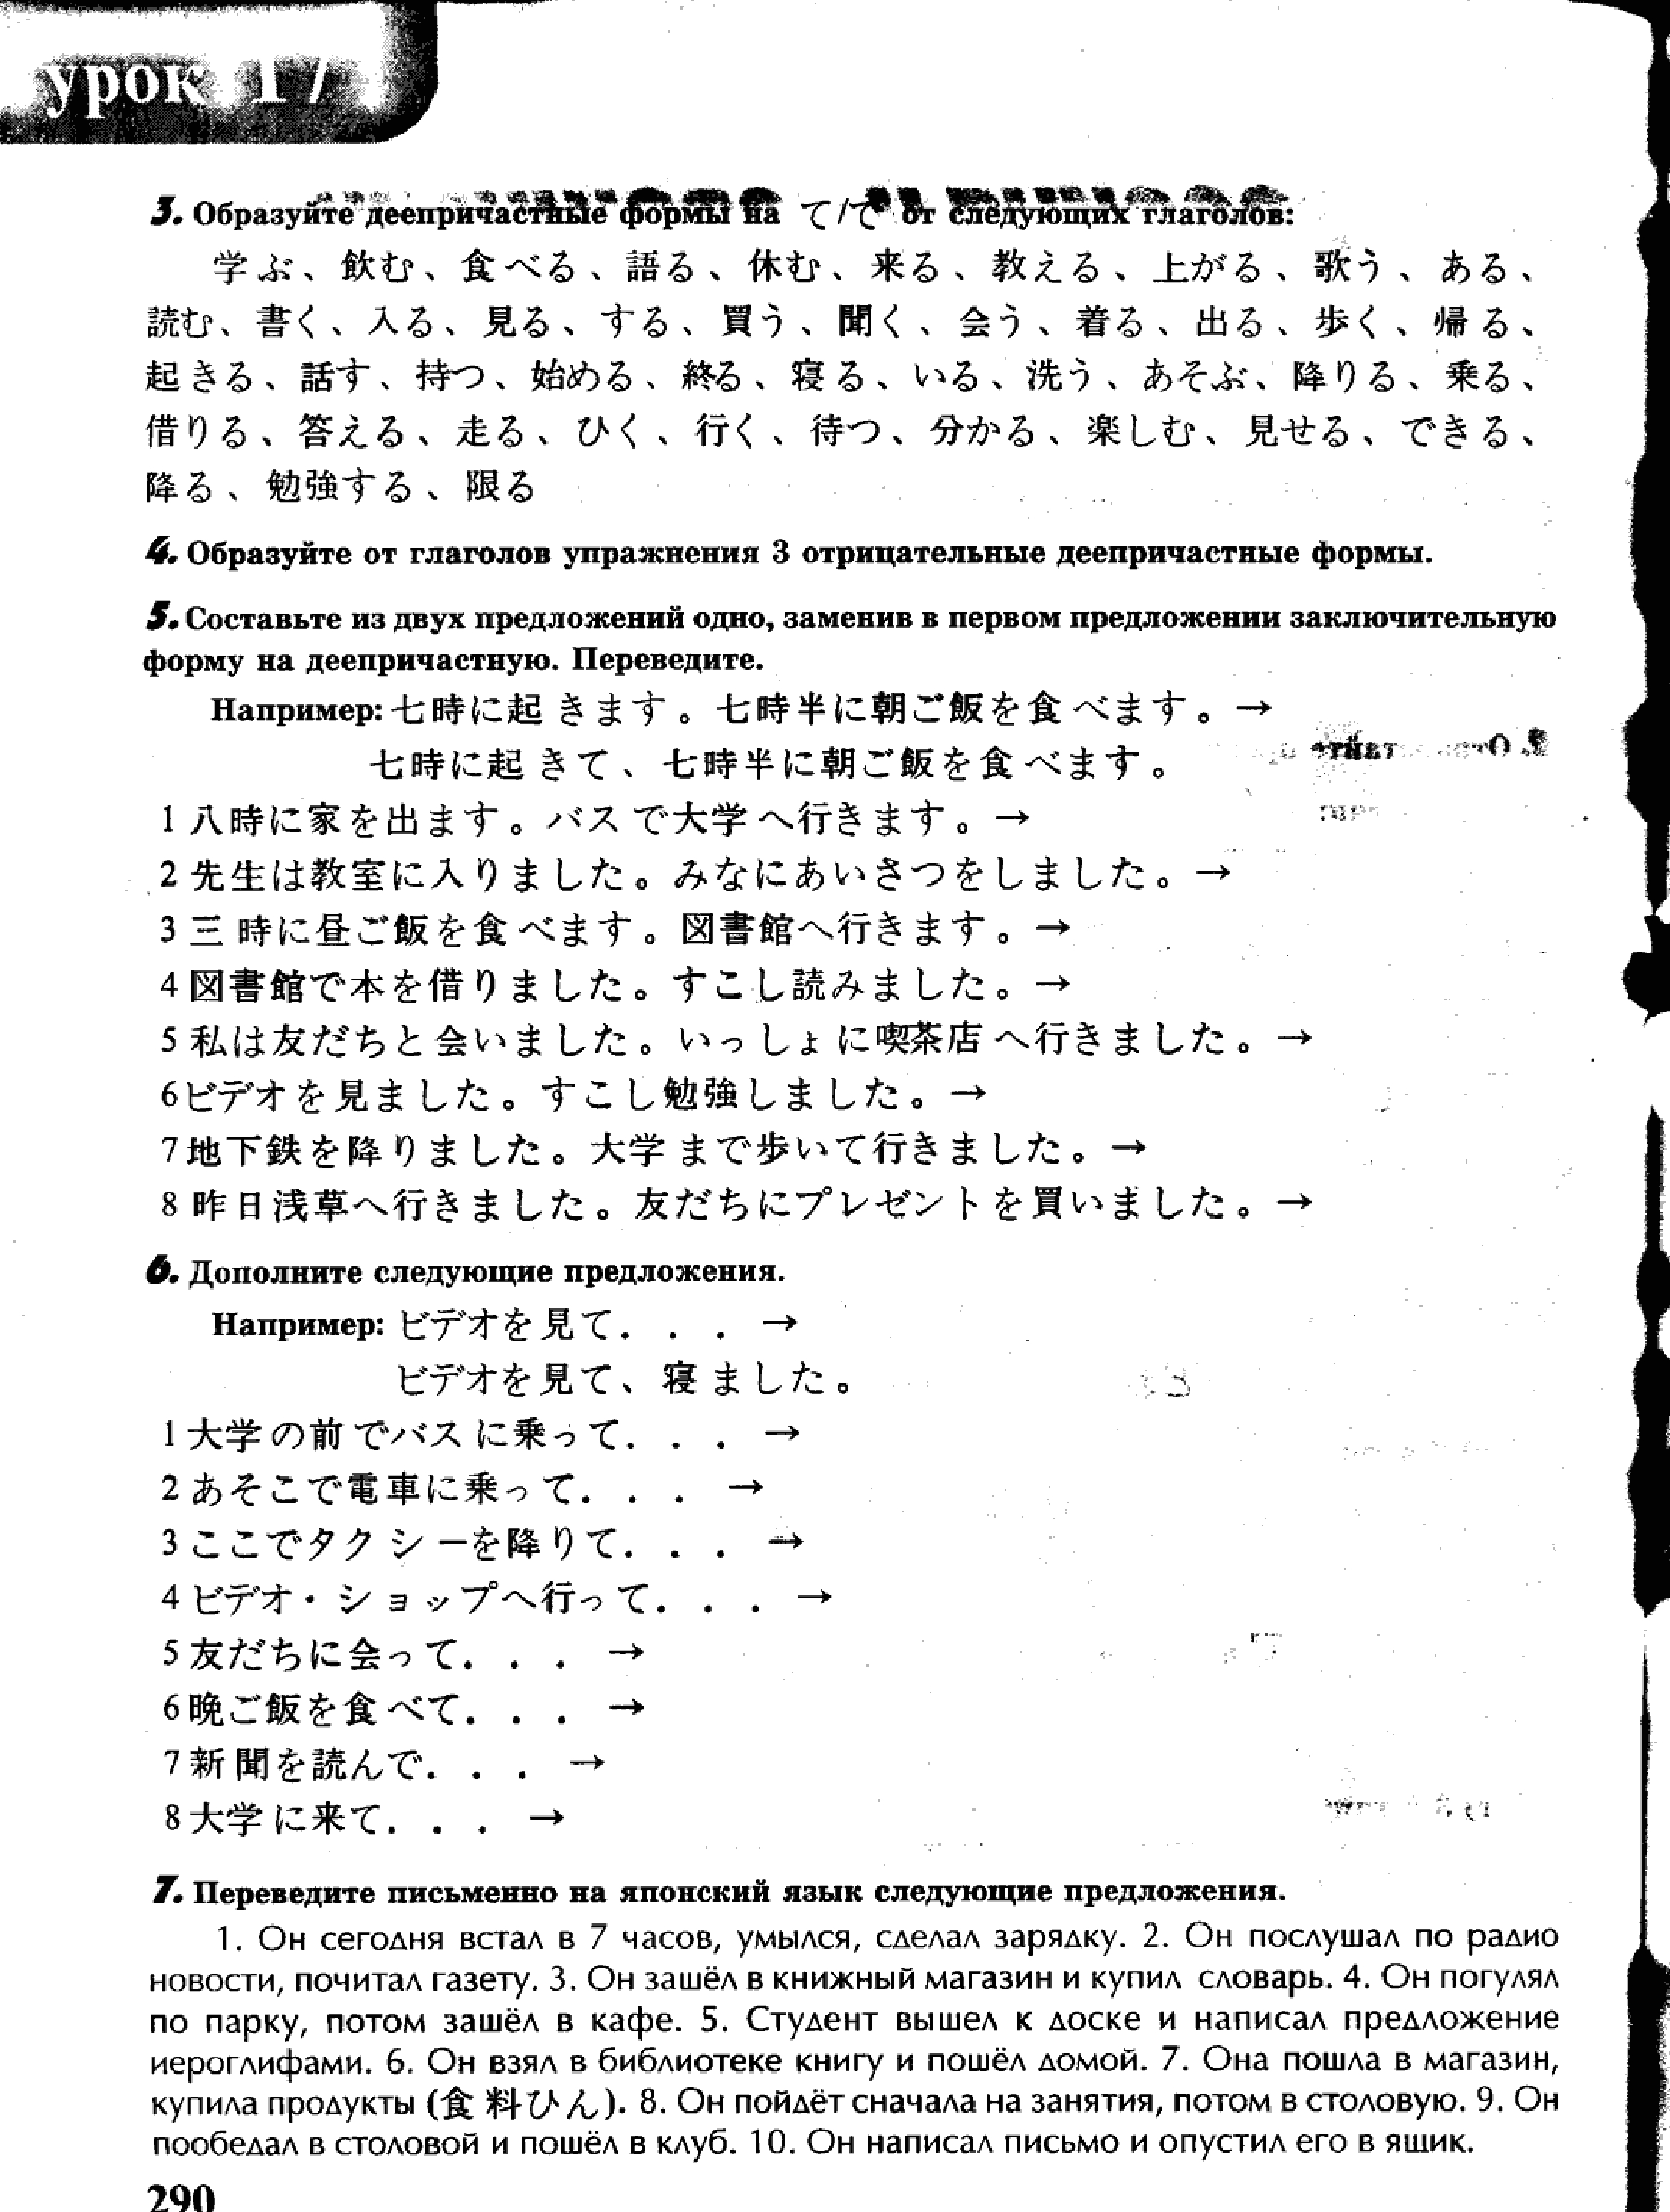 урок 17
3. Образуйте деепричастные формы на て/で от следующих глаголов:
学ぶ、飲む、食べる、語る、休む、来る、教える、上がる、歌う、ある、
読む、書く、入る、見る、する、買う、聞く、会う、着る、出る、歩く、帰る、
起きる、話す、持つ、始める、終る、寝る、いる、洗う、あそぶ、降りる、乗る、
借りる、答える、走る、ひく、行く、待つ、分かる、楽しむ、見せる、できる、
降る、勉強する、限る
4. Образуйте от глаголов упражнения 3 отрицательные деепричастные формы.
5. Составьте из двух предложений одно, заменив в первом предложении заключительную
форму на деепричастную. Переведите.
Например: 七時に起きます。七時半に朝ご飯を食べます。→
七時に起きて、七時半に朝ご飯を食べます。
1 八時に家を出ます。バスで大学へ行きます。→
2 先生は教室に入りました。みなにあいさつをしました。→
3 三時に昼ご飯を食べます。図書館へ行きます。→
4 図書館で本を借りました。すこし読みました。→
5 私は友だちと会いました。いっしょに喫茶店へ行きました。→
6 ビデオを見ました。すこし勉強しました。→
7 地下鉄を降りました。大学まで歩いて行きました。→
8 昨日浅草へ行きました。友だちにプレゼントを買いました。→
6. Дополните следующие предложения.
Например: ビデオを見て. . . →
ビデオを見て、寝ました。
1 大学の前でバスに乗って. . . →
2 あそこで電車に乗って. . . →
3 ここでタクシーを降りて. . . →
4 ビデオ・ショップへ行って. . . →
5 友だちに会って. . . →
6 晩ご飯を食べて. . . →
7 新聞を読んで. . . →
8 大学に来て. . . →
7. Переведите письменно на японский язык следующие предложения.
1. Он сегодня встал в 7 часов, умылся, сделал зарядку. 2. Он послушал по радио
новости, почитал газету. 3. Он зашёл в книжный магазин и купил словарь. 4. Он погулял
по парку, потом зашёл в кафе. 5. Студент вышел к доске и написал предложение
иероглифами. 6. Он взял в библиотеке книгу и пошёл домой. 7. Она пошла в магазин,
купила продукты (食料ひん). 8. Он пойдёт сначала на занятия, потом в столовую. 9. Он
пообедал в столовой и пошёл в клуб. 10. Он написал письмо и опустил его в ящик.
290